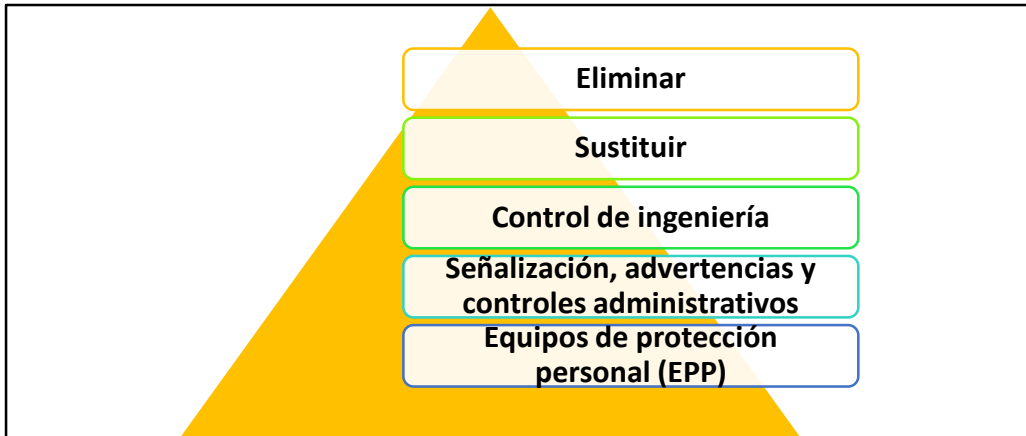 Eliminar
Sustituir
Control de ingeniería
Señalización, advertencias y
controles administrativos
Equipos de protección
personal (EPP)